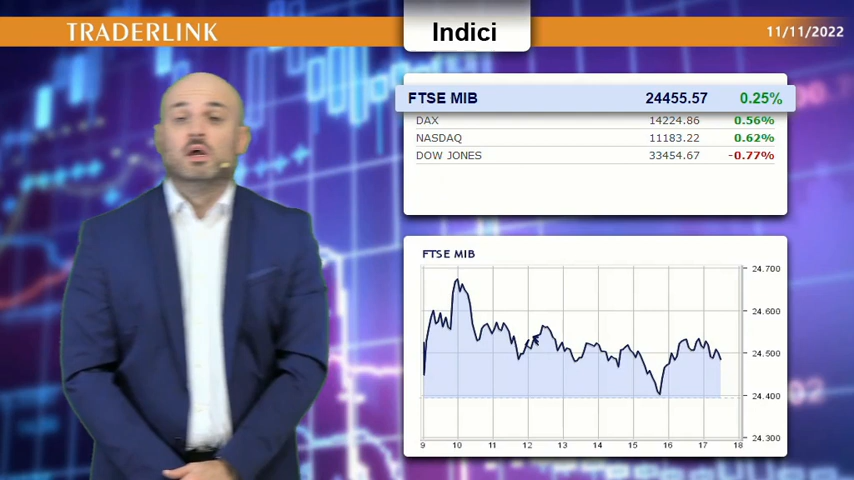 TRADERLINK
Indici
11/11/2022
FTSE MIB 24455.57 0.25%
DAX 14224.86 0.56%
NASDAQ 11183.22 0.62%
DOW JONES 33454.67 -0.77%
FTSE MIB
24.700
24.600
24.500
24.400
24.300
9 10 11 12 13 14 15 16 17 18